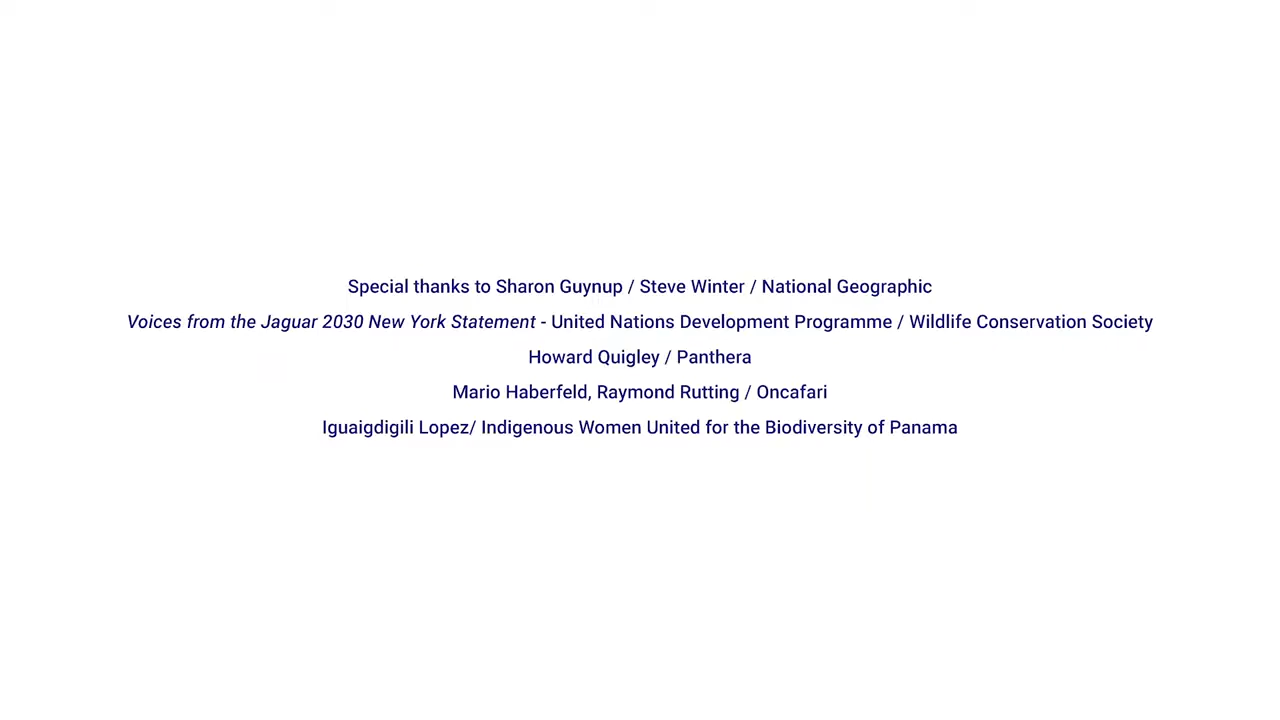 Special thanks to Sharon Guynup / Steve Winter / National Geographic
Voices from the Jaguar 2030 New York Statement - United Nations Development Programme / Wildlife Conservation Society
Howard Quigley / Panthera
Mario Haberfeld, Raymond Rutting / Oncafari
Iguaigdigili Lopez/ Indigenous Women United for the Biodiversity of Panama